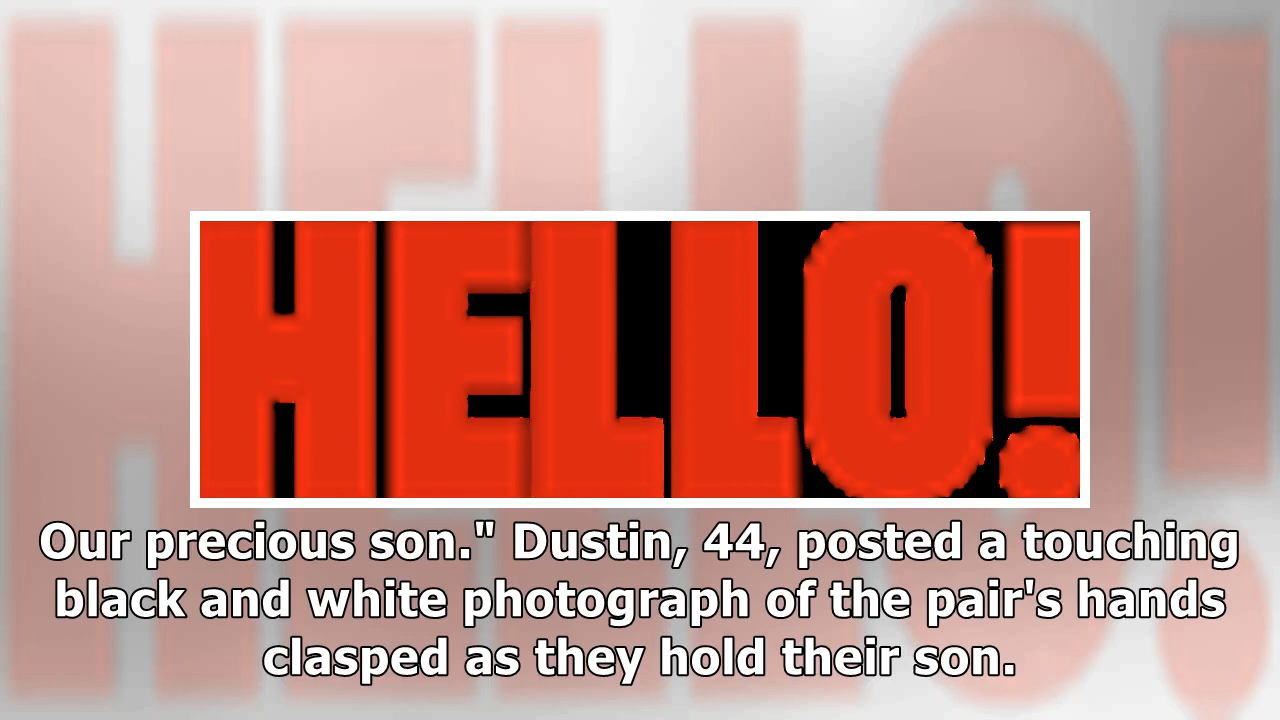 HELLO!
Our precious son." Dustin, 44, posted a touching
black and white photograph of the pair's hands
clasped as they hold their son.